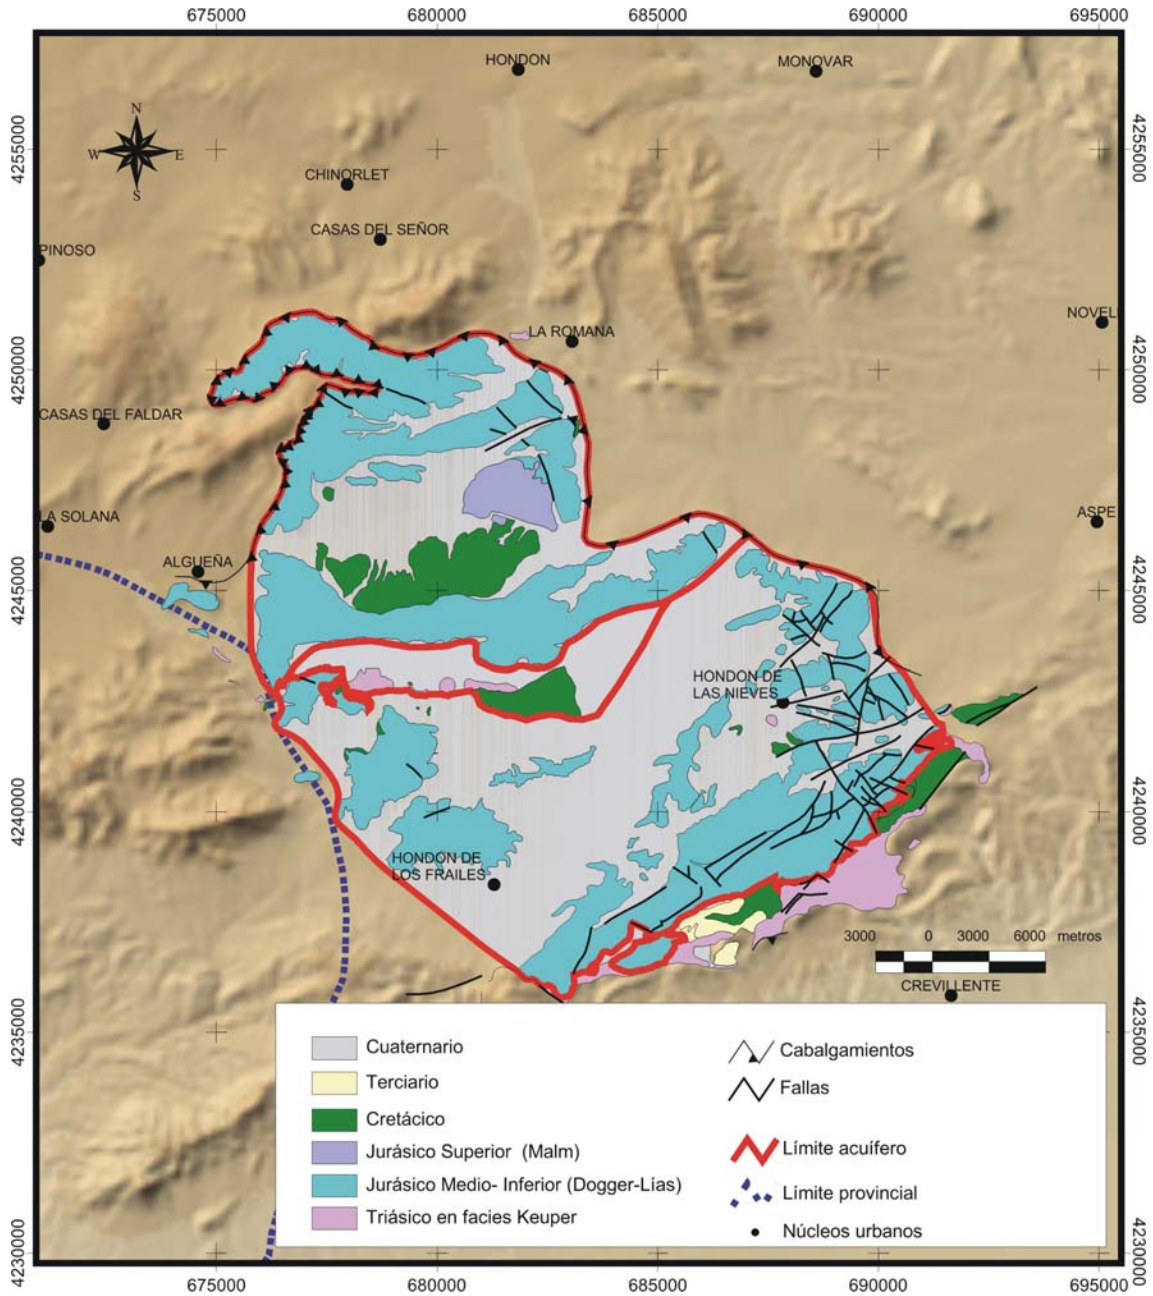 675000 680000 685000 690000 695000
HONDON
MONOVAR
4255000
4255000
N
W E
S
CHINORLET
CASAS DEL SEÑOR
PINOSO
NOVEL
LA ROMANA
4250000
4250000
CASAS DEL FALDAR
LA SOLANA
ASPE
ALGUEÑA
4245000
4245000
HONDON DE
LAS NIEVES
4240000
4240000
HONDON DE
LOS FRAILES
3000 0 3000 6000 metros
CREVILLENTE
4235000
4235000
Cuaternario
Terciario
Cretácico
Jurásico Superior (Malm)
Jurásico Medio- Inferior (Dogger-Lías)
Triásico en facies Keuper
Cabalgamientos
Fallas
Límite acuífero
Límite provincial
Núcleos urbanos
4230000
4230000
675000 680000 685000 690000 695000